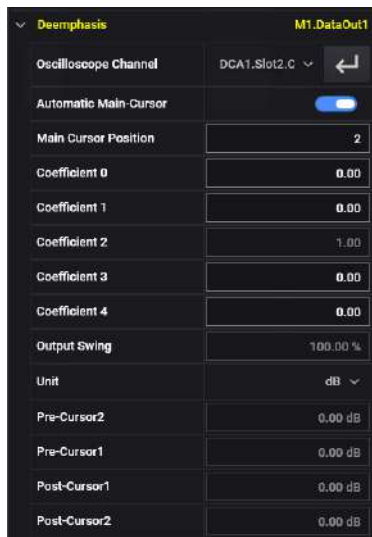 Deemphasis M1.DataOut1
Oscilloscope Channel DCA1.Slot2.C
Automatic Main-Cursor
Main Cursor Position 2
Coefficient 0 0.00
Coefficient 1 0.00
Coefficient 2 1.00
Coefficient 3 0.00
Coefficient 4 0.00
Output Swing 100.00 %
Unit dB
Pre-Cursor2 0.00 dB
Pre-Cursor1 0.00 dB
Post-Cursor1 0.00 dB
Post-Cursor2 0.00 dB